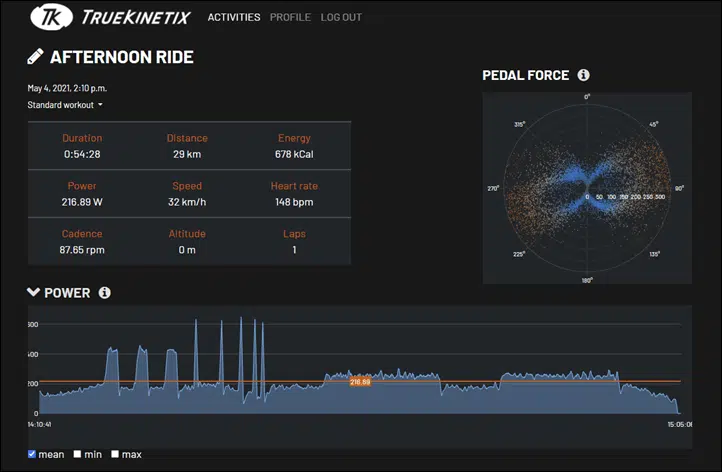 TK TRUEKINETIX ACTIVITIES PROFILE LOG OUT
AFTERNOON RIDE
May 4, 2021, 2:10 p.m.
Standard workout
Duration Distance Energy
0:54:28 29 km 678 kCal
Power Speed Heart rate
216.89 W 32 km/h 148 bpm
Cadence Altitude Laps
87.65 rpm 0 m 1
PEDAL FORCE
0°
315° 45°
270° 0 50 100 150 200 250 300 90°
225° 135°
180°
POWER
600
400
216.89
200
0
14:10:41 15:05:0
mean min max